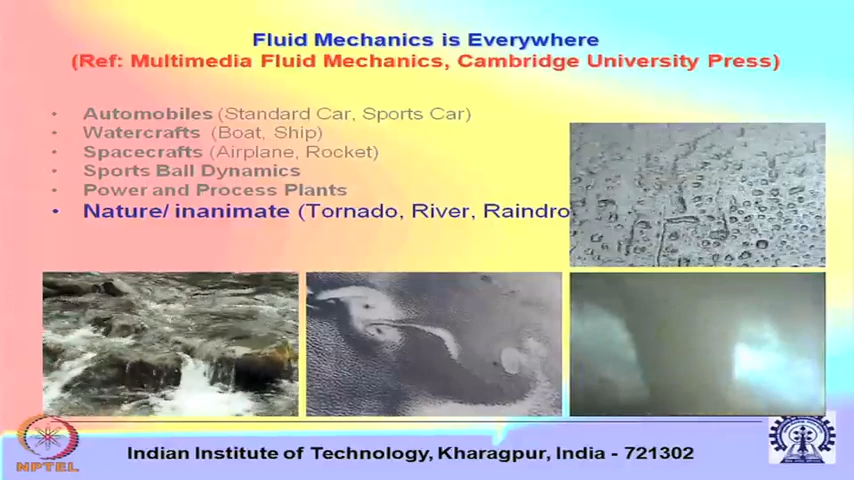 Fluid Mechanics is Everywhere
(Ref: Multimedia Fluid Mechanics, Cambridge University Press)
• Automobiles (Standard Car, Sports Car)
• Watercrafts (Boat, Ship)
• Spacecrafts (Airplane, Rocket)
• Sports Ball Dynamics
• Power and Process Plants
• Nature/ inanimate (Tornado, River, Raindro
Indian Institute of Technology, Kharagpur, India - 721302
NPTEL